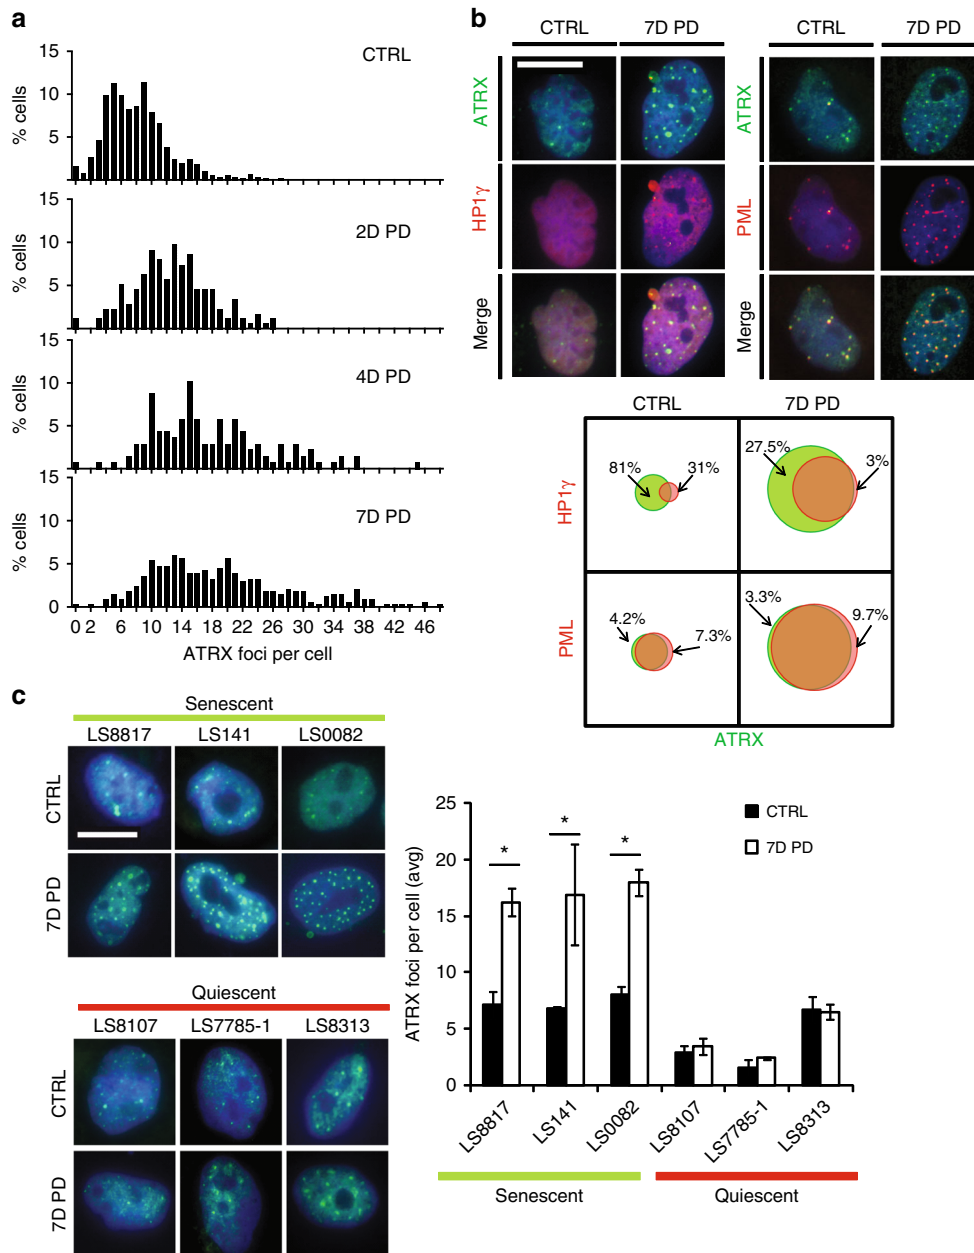 a
15
10
5
% cells
CTRL
15
10
5
% cells
2D PD
15
10
5
% cells
4D PD
15
10
5
0
% cells
7D PD
0 2 6 10 14 18 22 26 30 34 38 42 46
ATRX foci per cell
b
CTRL 7D PD CTRL 7D PD
ATRX
HP1γ
Merge
ATRX
PML
Merge
CTRL 7D PD
HP1γ
81% 31%
27.5% 3%
PML
4.2% 7.3%
3.3% 9.7%
ATRX
c
Senescent
LS8817 LS141 LS0082
CTRL
7D PD
Quiescent
LS8107 LS7785-1 LS8313
CTRL
7D PD
25
20
15
10
5
0
ATRX foci per cell (avg)
CTRL
7D PD
* * *
LS8817 LS141 LS0082 LS8107 LS7785-1 LS8313
Senescent Quiescent